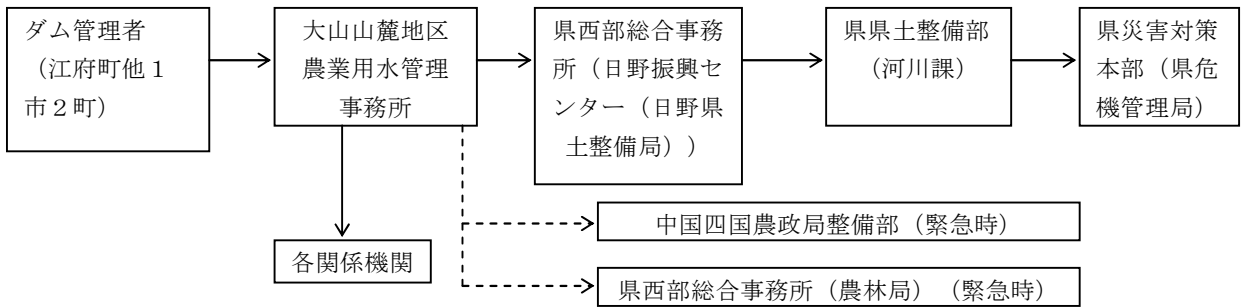 ダム管理者
（江府町他１
市２町）
大山山麓地区
農業用水管理
事務所
県西部総合事務
所（日野振興セ
ンター（日野県
土整備局））
県県土整備部
（河川課）
県災害対策
本部（県危
機管理局）
中国四国農政局整備部（緊急時）
各関係機関
県西部総合事務所（農林局）（緊急時）